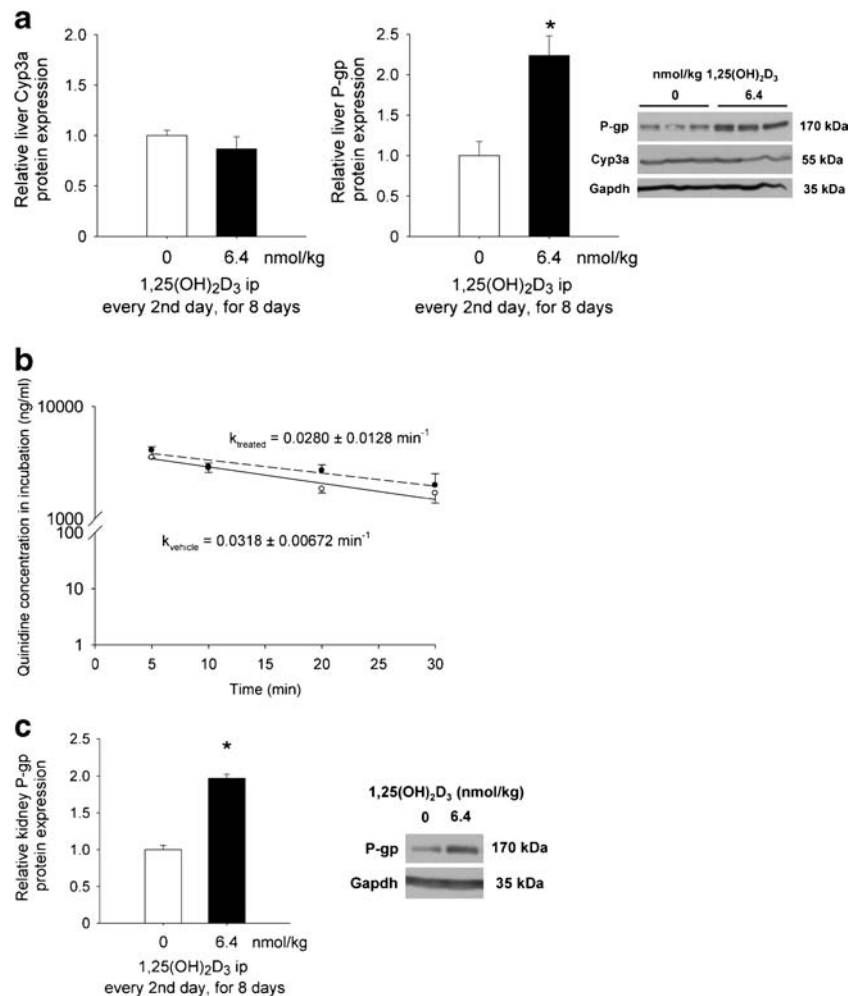 a
Relative liver Cyp3a
protein expression
2.0
1.5
1.0
0.5
0
0 6.4 nmol/kg
1,25(OH)₂D₃ ip
every 2nd day, for 8 days
Relative liver P-gp
protein expression
2.5
2.0
1.5
1.0
0.5
0
*
0 6.4 nmol/kg
1,25(OH)₂D₃ ip
every 2nd day, for 8 days
nmol/kg 1,25(OH)₂D₃
0 6.4
P-gp 170 kDa
Cyp3a 55 kDa
Gapdh 35 kDa
b
Quinidine concentration in incubation (ng/ml)
10000
1000
100
10
1
k_treated = 0.0280 ± 0.0128 min⁻¹
k_vehicle = 0.0318 ± 0.00672 min⁻¹
0 5 10 15 20 25 30
Time (min)
c
Relative kidney P-gp
protein expression
2.5
2.0
1.5
1.0
0.5
0
*
0 6.4 nmol/kg
1,25(OH)₂D₃ ip
every 2nd day, for 8 days
1,25(OH)₂D₃ (nmol/kg)
0 6.4
P-gp 170 kDa
Gapdh 35 kDa